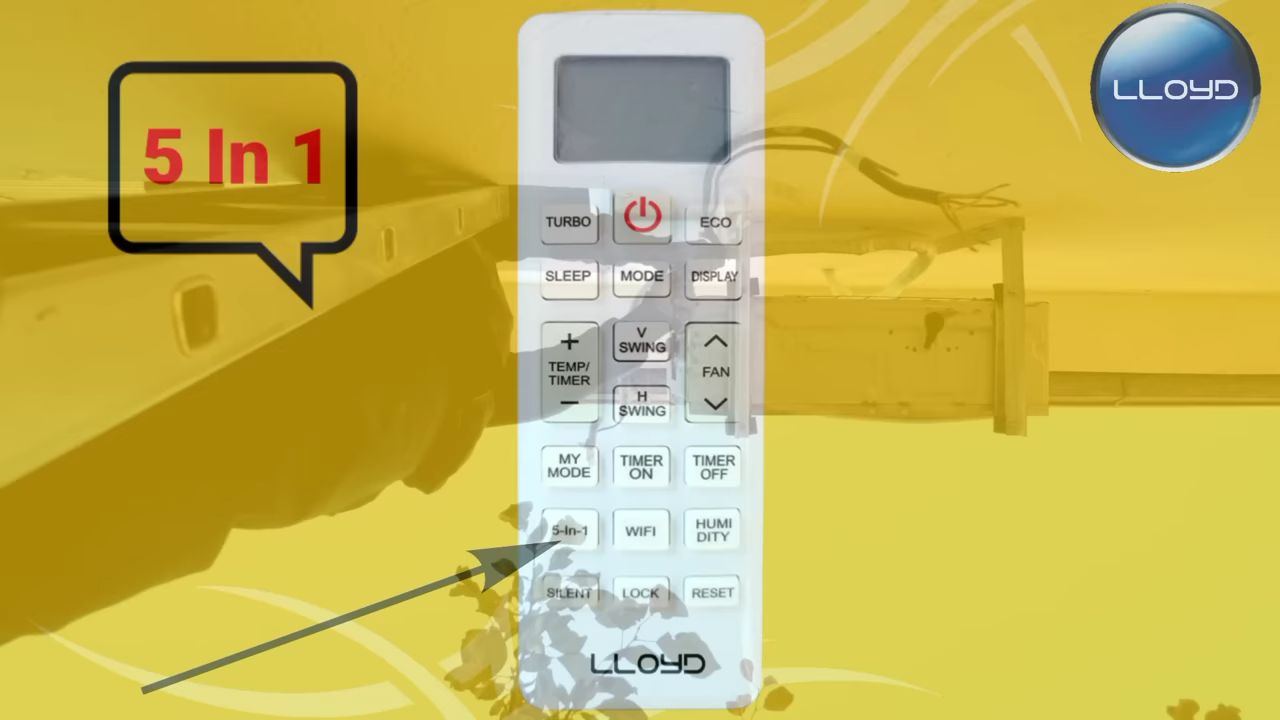 LLOYD
5 In 1
TURBO
ECO
SLEEP
MODE
DISPLAY
+
TEMP/
TIMER
−
V
SWING
H
SWING
FAN
MY
MODE
TIMER
ON
TIMER
OFF
5-In-1
WIFI
HUMI
DITY
SILENT
LOCK
RESET
LLOYD